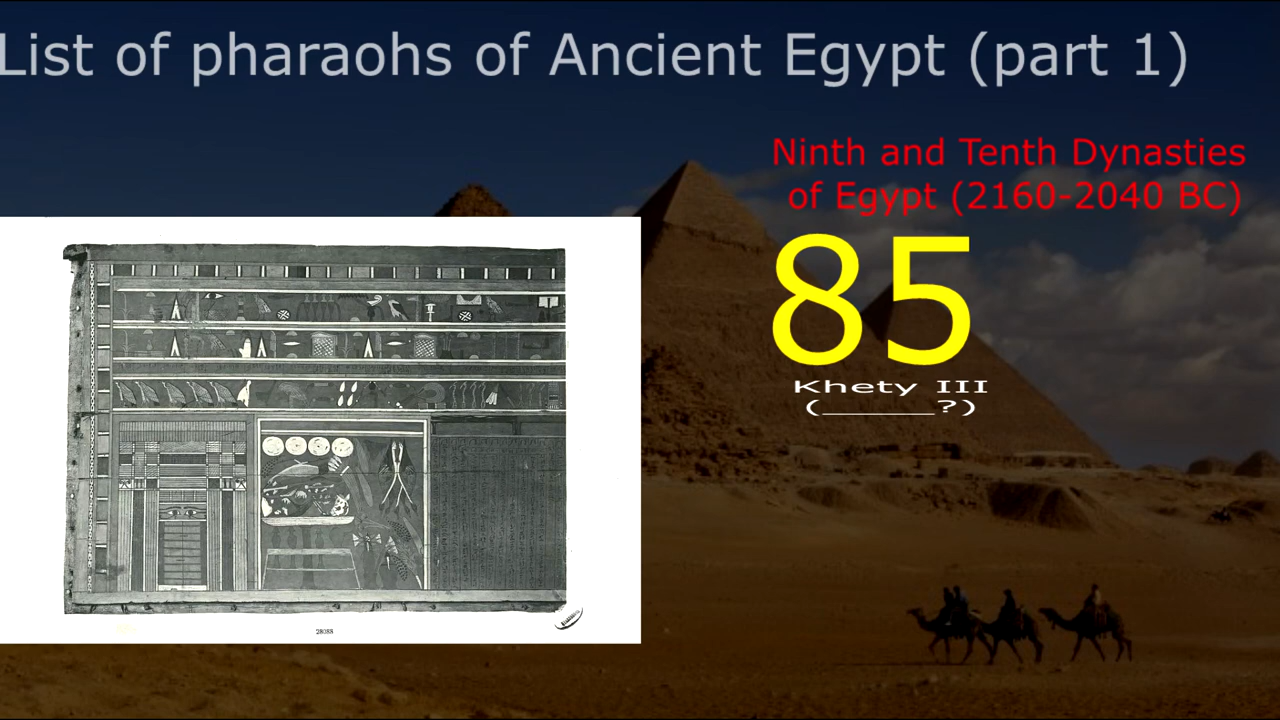 List of pharaohs of Ancient Egypt (part 1)
Ninth and Tenth Dynasties
of Egypt (2160-2040 BC)
85
Khety III
(_______?)
28088